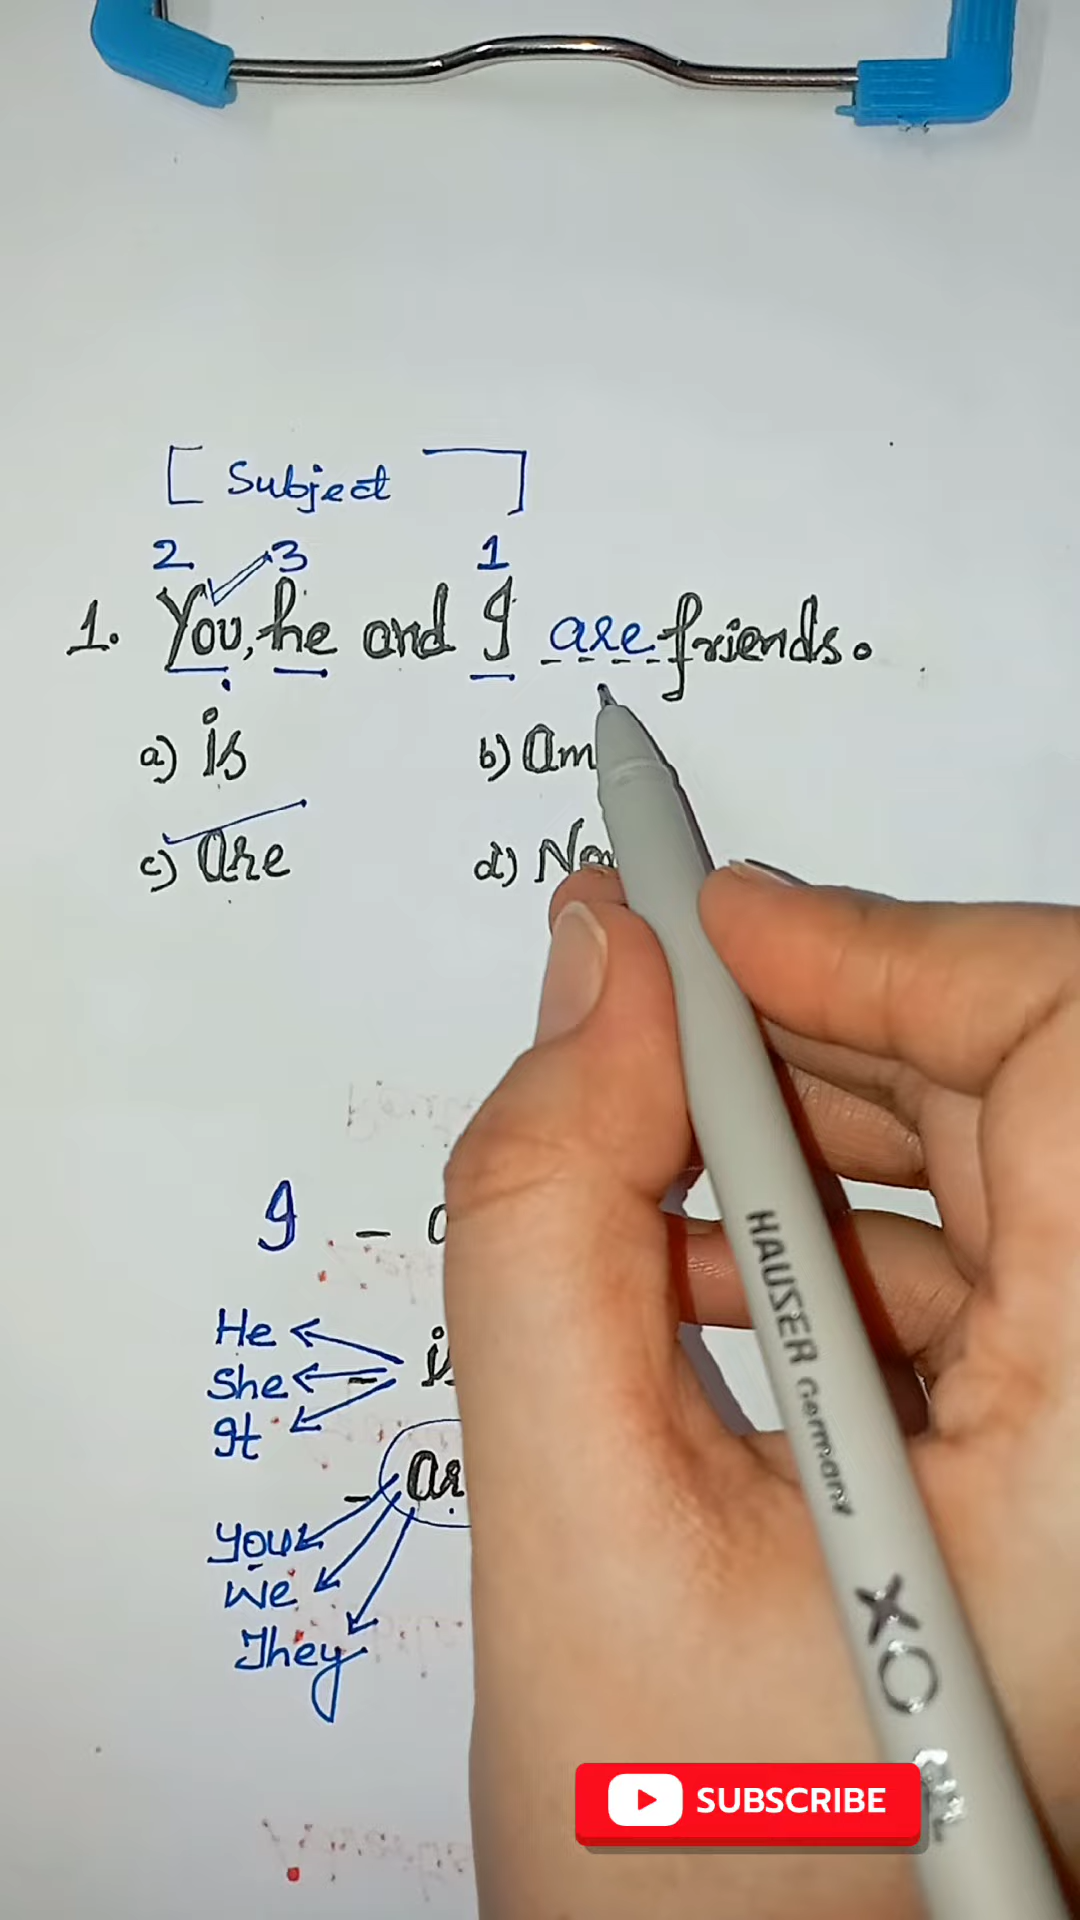 [ Subject ]
2 3 1
1. You, he and I are friends.
a) is b) am
c) are d)
I -
He
She -
It
-
You
We
They
HAUSER Germany
XO
SUBSCRIBE